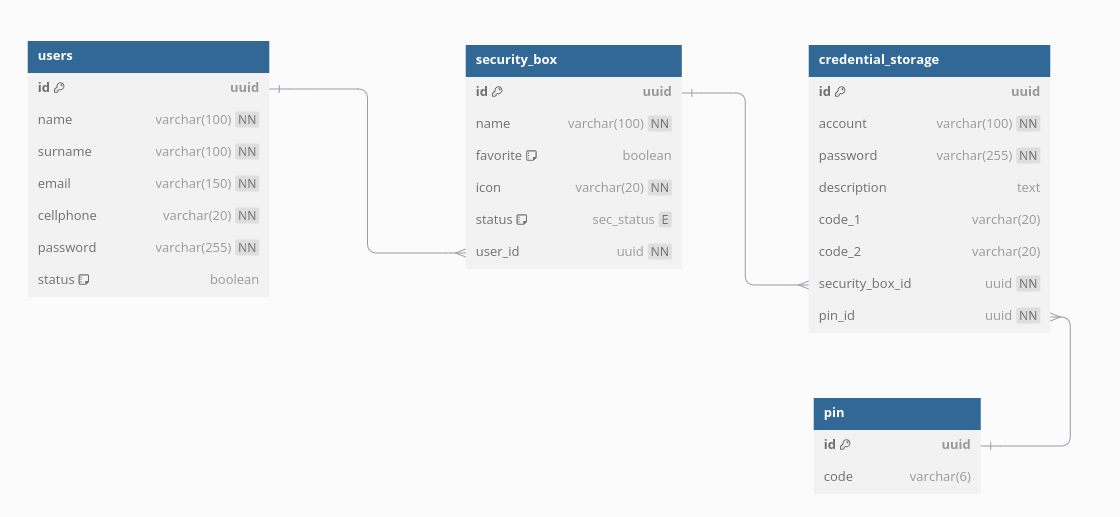 users
id uuid
name varchar(100) NN
surname varchar(100) NN
email varchar(150) NN
cellphone varchar(20) NN
password varchar(255) NN
status boolean
security_box
id uuid
name varchar(100) NN
favorite boolean
icon varchar(20) NN
status sec_status E
user_id uuid NN
credential_storage
id uuid
account varchar(100) NN
password varchar(255) NN
description text
code_1 varchar(20)
code_2 varchar(20)
security_box_id uuid NN
pin_id uuid NN
pin
id uuid
code varchar(6)